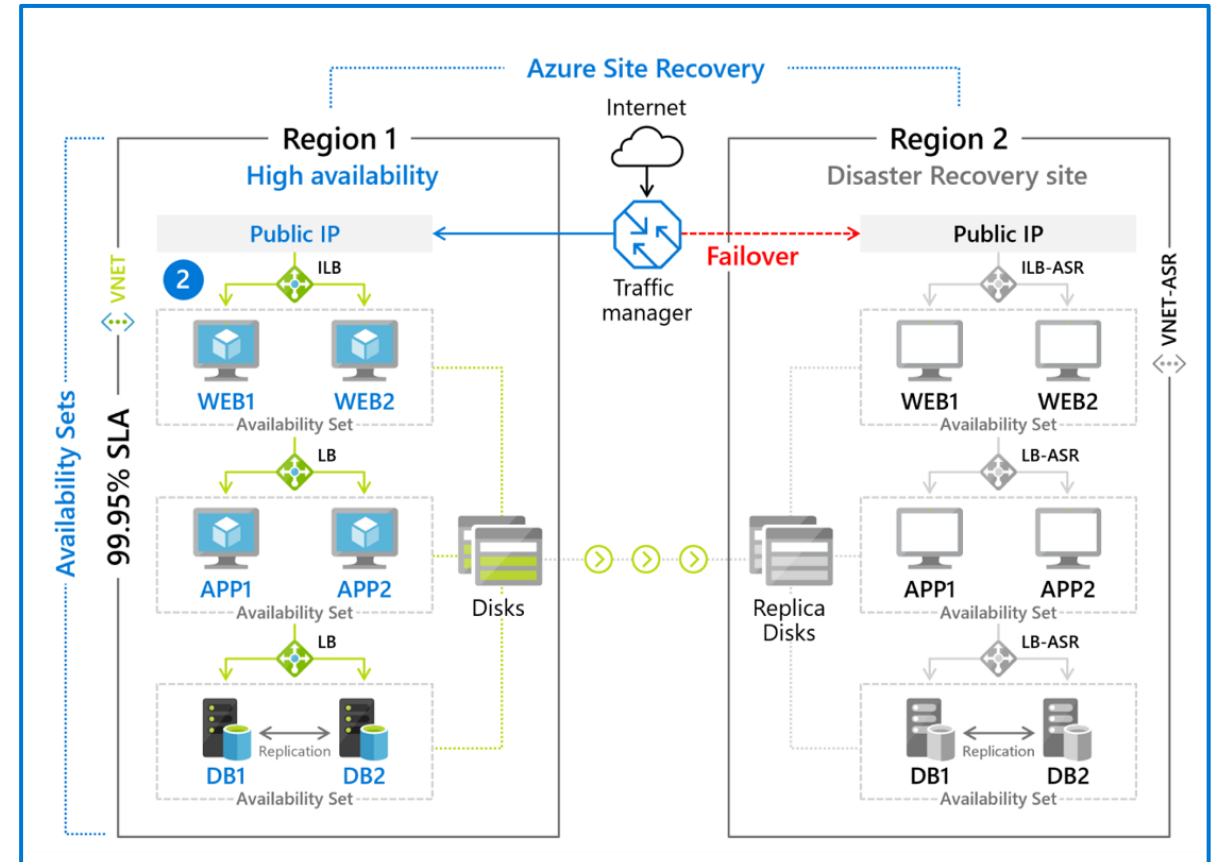 Azure Site Recovery
Internet
Traffic
manager
Failover
Availability Sets
99.95% SLA
VNET
Region 1
High availability
Public IP
2
ILB
WEB1
WEB2
Availability Set
LB
APP1
APP2
Availability Set
LB
Replication
DB1
DB2
Availability Set
Disks
Replica
Disks
Region 2
Disaster Recovery site
Public IP
ILB-ASR
VNET-ASR
WEB1
WEB2
Availability Set
LB-ASR
APP1
APP2
Availability Set
LB-ASR
Replication
DB1
DB2
Availability Set